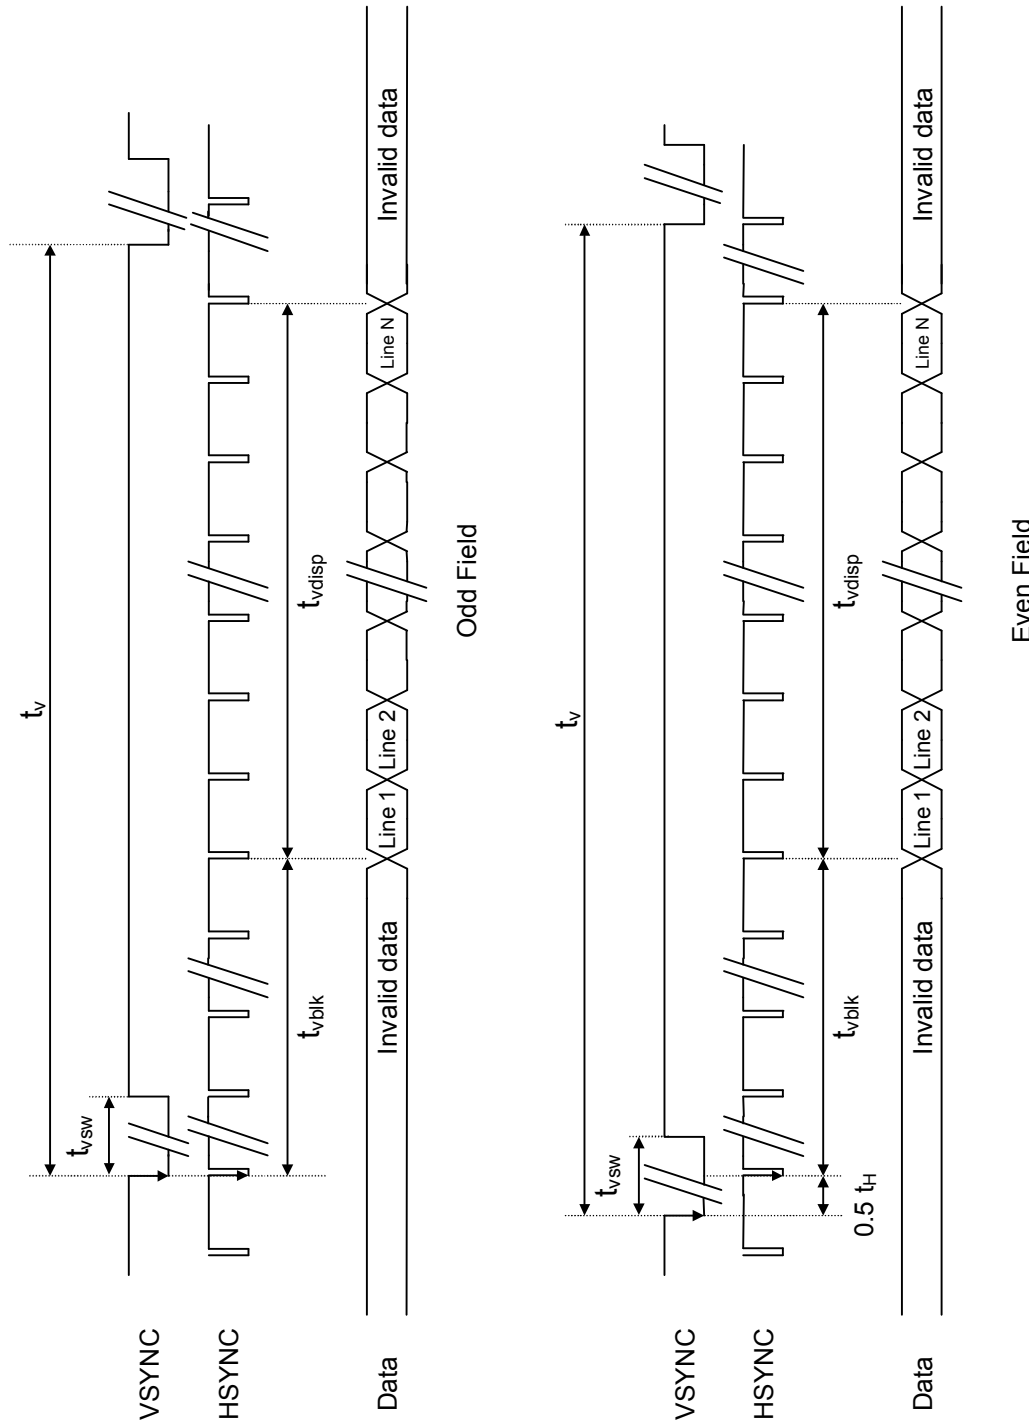 t_v
t_vsw
VSYNC
HSYNC
t_vblk
t_vdisp
Data
Invalid data
Line 1
Line 2
Line N
Invalid data
Odd Field
t_v
t_vsw
VSYNC
HSYNC
0.5 t_H
t_vblk
t_vdisp
Data
Invalid data
Line 1
Line 2
Line N
Invalid data
Even Field